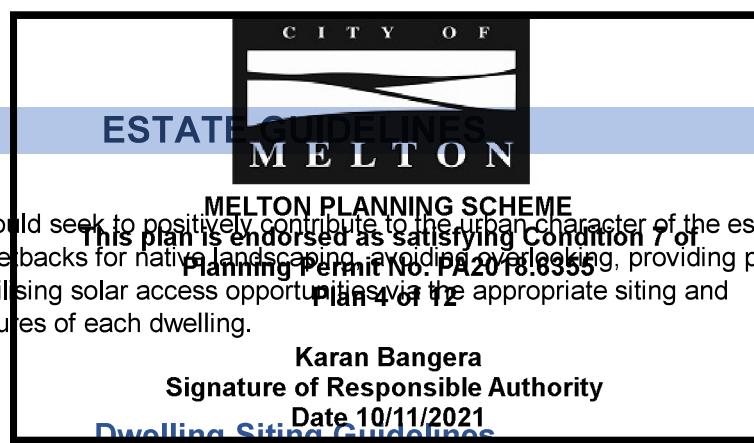 CITY OF
ESTATE GUIDELINES
MELTON
MELTON PLANNING SCHEME
ould seek to positively contribute to the urban character of the es
This plan is endorsed as satisfying Condition 7 of
etbacks for native landscaping, avoiding overlooking, providing p
Planning Permit No. PA2018.6355
ilising solar access opportunities via the appropriate siting and
Plan 4 of 12
ures of each dwelling.
Karan Bangera
Signature of Responsible Authority
Date 10/11/2021
Dwelling Siting Guidelines